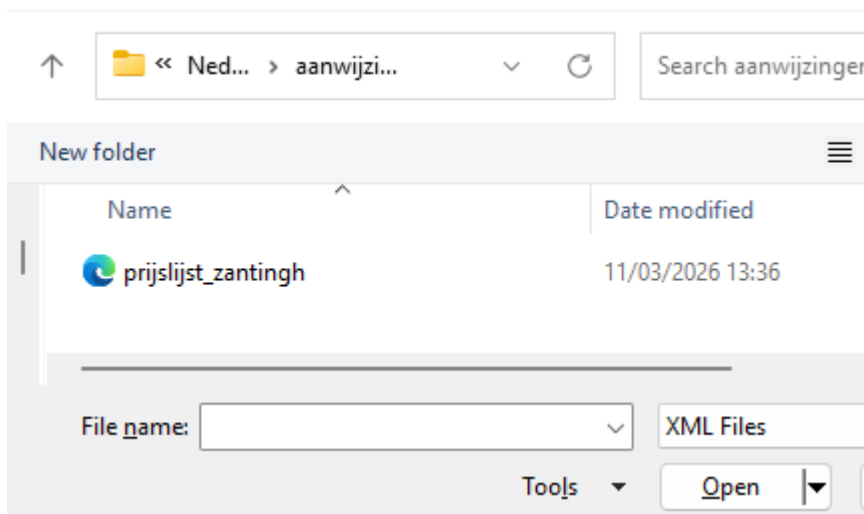 « Ned... › aanwijzi...
Search aanwijzinger
New folder
Name
Date modified
prijslijst_zantingh
11/03/2026 13:36
File name:
XML Files
Tools
Open